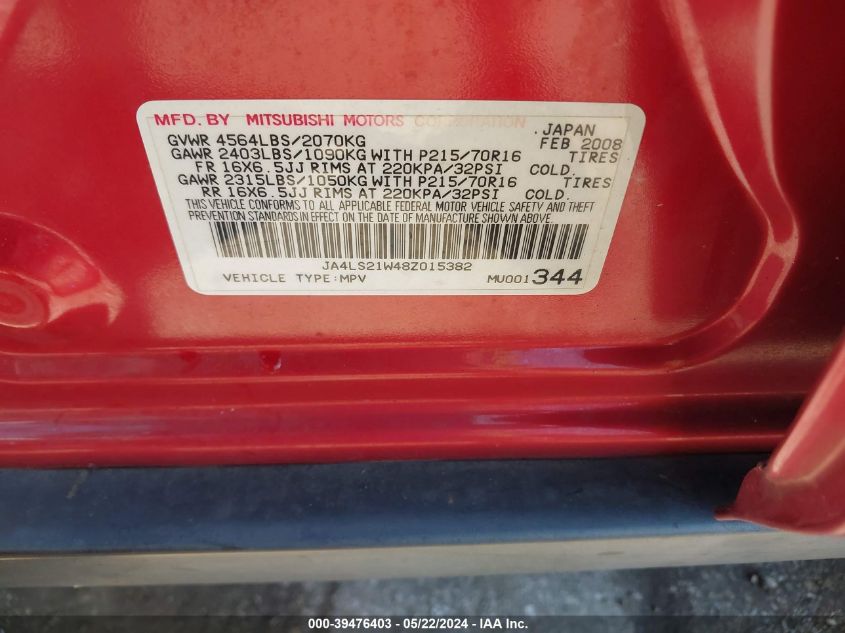 MFD. BY MITSUBISHI MOTORS CORPORATION, JAPAN
GVWR 4564LBS/2070KG FEB 2008
GAWR 2403LBS/1090KG WITH P215/70R16 TIRES
FR 16X6.5JJ RIMS AT 220KPA/32PSI COLD.
GAWR 2315LBS/1050KG WITH P215/70R16 TIRES
RR 16X6.5JJ RIMS AT 220KPA/32PSI COLD.
THIS VEHICLE CONFORMS TO ALL APPLICABLE FEDERAL MOTOR VEHICLE SAFETY AND THEFT
PREVENTION STANDARDS IN EFFECT ON THE DATE OF MANUFACTURE SHOWN ABOVE.
JA4LS21W48Z015382
VEHICLE TYPE:MPV MU001344
000-39476403 - 05/22/2024 - IAA Inc.